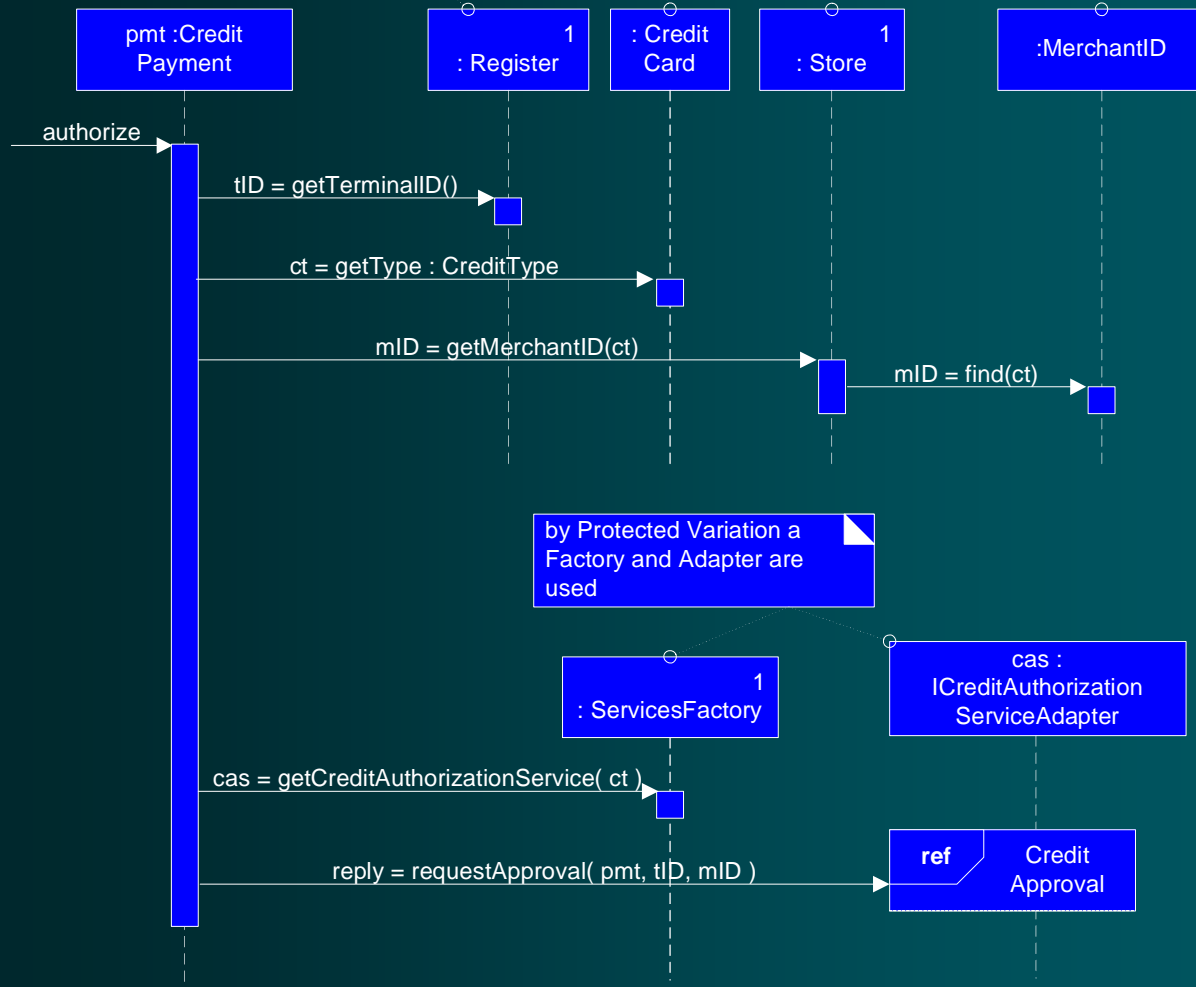 pmt :Credit
Payment
1
: Register
: Credit
Card
1
: Store
:MerchantID
authorize
tID = getTerminalID()
ct = getType : CreditType
mID = getMerchantID(ct)
mID = find(ct)
by Protected Variation a
Factory and Adapter are
used
1
: ServicesFactory
cas :
ICreditAuthorization
ServiceAdapter
cas = getCreditAuthorizationService( ct )
reply = requestApproval( pmt, tID, mID )
ref
Credit
Approval